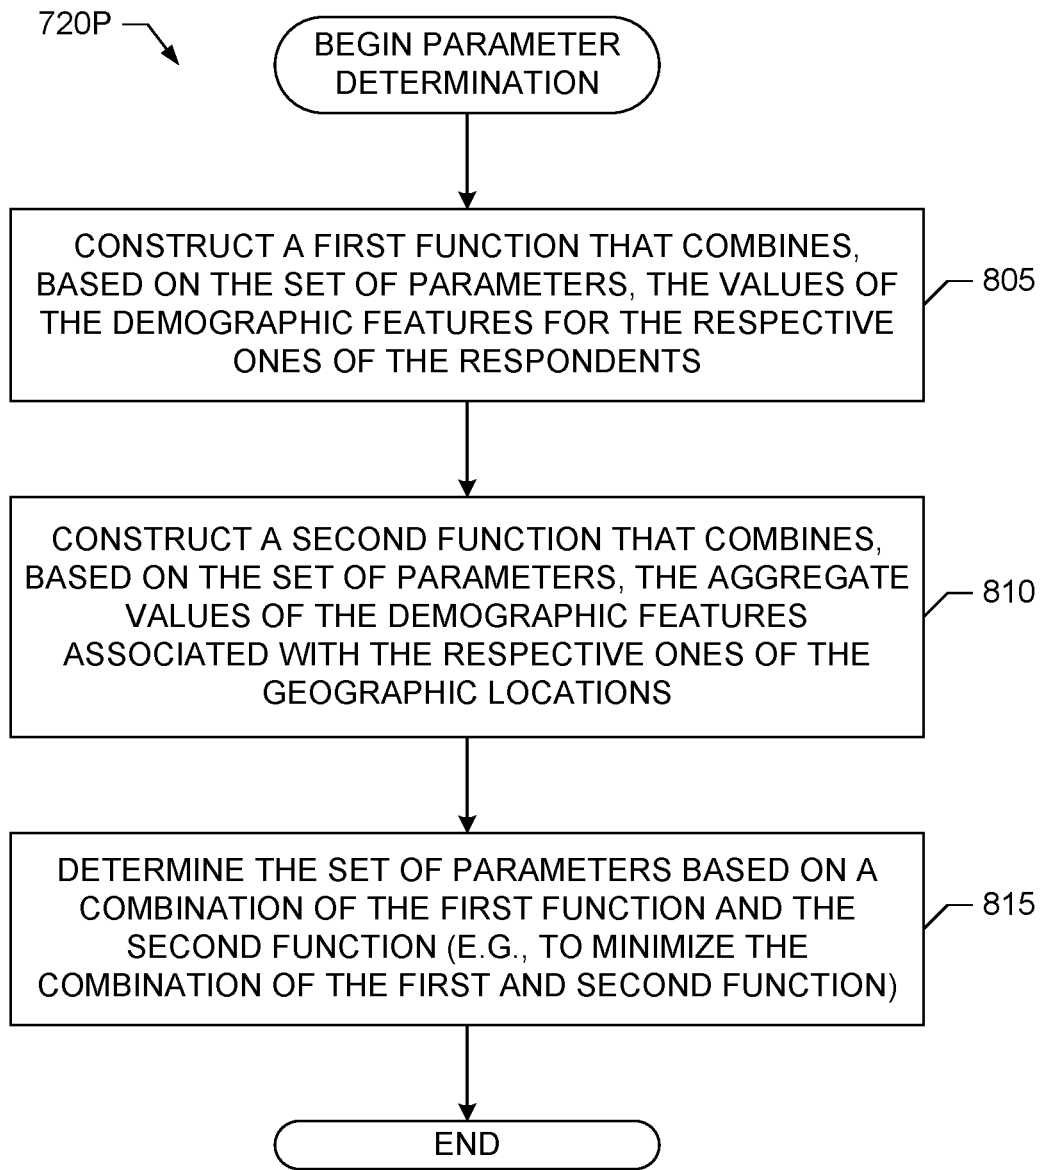 720P
BEGIN PARAMETER
DETERMINATION
CONSTRUCT A FIRST FUNCTION THAT COMBINES,
BASED ON THE SET OF PARAMETERS, THE VALUES OF
THE DEMOGRAPHIC FEATURES FOR THE RESPECTIVE
ONES OF THE RESPONDENTS
805
CONSTRUCT A SECOND FUNCTION THAT COMBINES,
BASED ON THE SET OF PARAMETERS, THE AGGREGATE
VALUES OF THE DEMOGRAPHIC FEATURES
ASSOCIATED WITH THE RESPECTIVE ONES OF THE
GEOGRAPHIC LOCATIONS
810
DETERMINE THE SET OF PARAMETERS BASED ON A
COMBINATION OF THE FIRST FUNCTION AND THE
SECOND FUNCTION (E.G., TO MINIMIZE THE
COMBINATION OF THE FIRST AND SECOND FUNCTION)
815
END